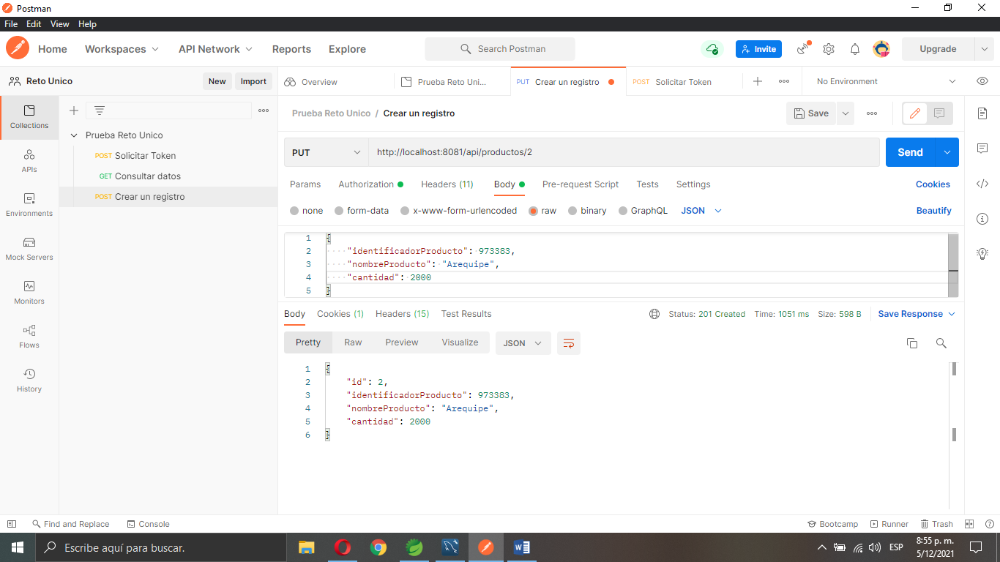 Postman
File Edit View Help
Home Workspaces API Network Reports Explore Search Postman Invite Upgrade
Reto Unico New Import Overview Prueba Reto Uni... PUT Crear un registro POST Solicitar Token No Environment
Collections
APIs
Environments
Mock Servers
Monitors
Flows
History
Prueba Reto Unico
POST Solicitar Token
GET Consultar datos
POST Crear un registro
Prueba Reto Unico / Crear un registro Save
PUT http://localhost:8081/api/productos/2 Send
Params Authorization Headers (11) Body Pre-request Script Tests Settings Cookies
none form-data x-www-form-urlencoded raw binary GraphQL JSON Beautify
1 {
2 "identificadorProducto": 973383,
3 "nombreProducto": "Arequipe",
4 "cantidad": 2000
5 }
Body Cookies (1) Headers (15) Test Results Status: 201 Created Time: 1051 ms Size: 598 B Save Response
Pretty Raw Preview Visualize JSON
1 {
2 "id": 2,
3 "identificadorProducto": 973383,
4 "nombreProducto": "Arequipe",
5 "cantidad": 2000
6 }
Find and Replace Console Bootcamp Runner Trash
Escribe aquí para buscar. ESP 8:55 p. m.
5/12/2021